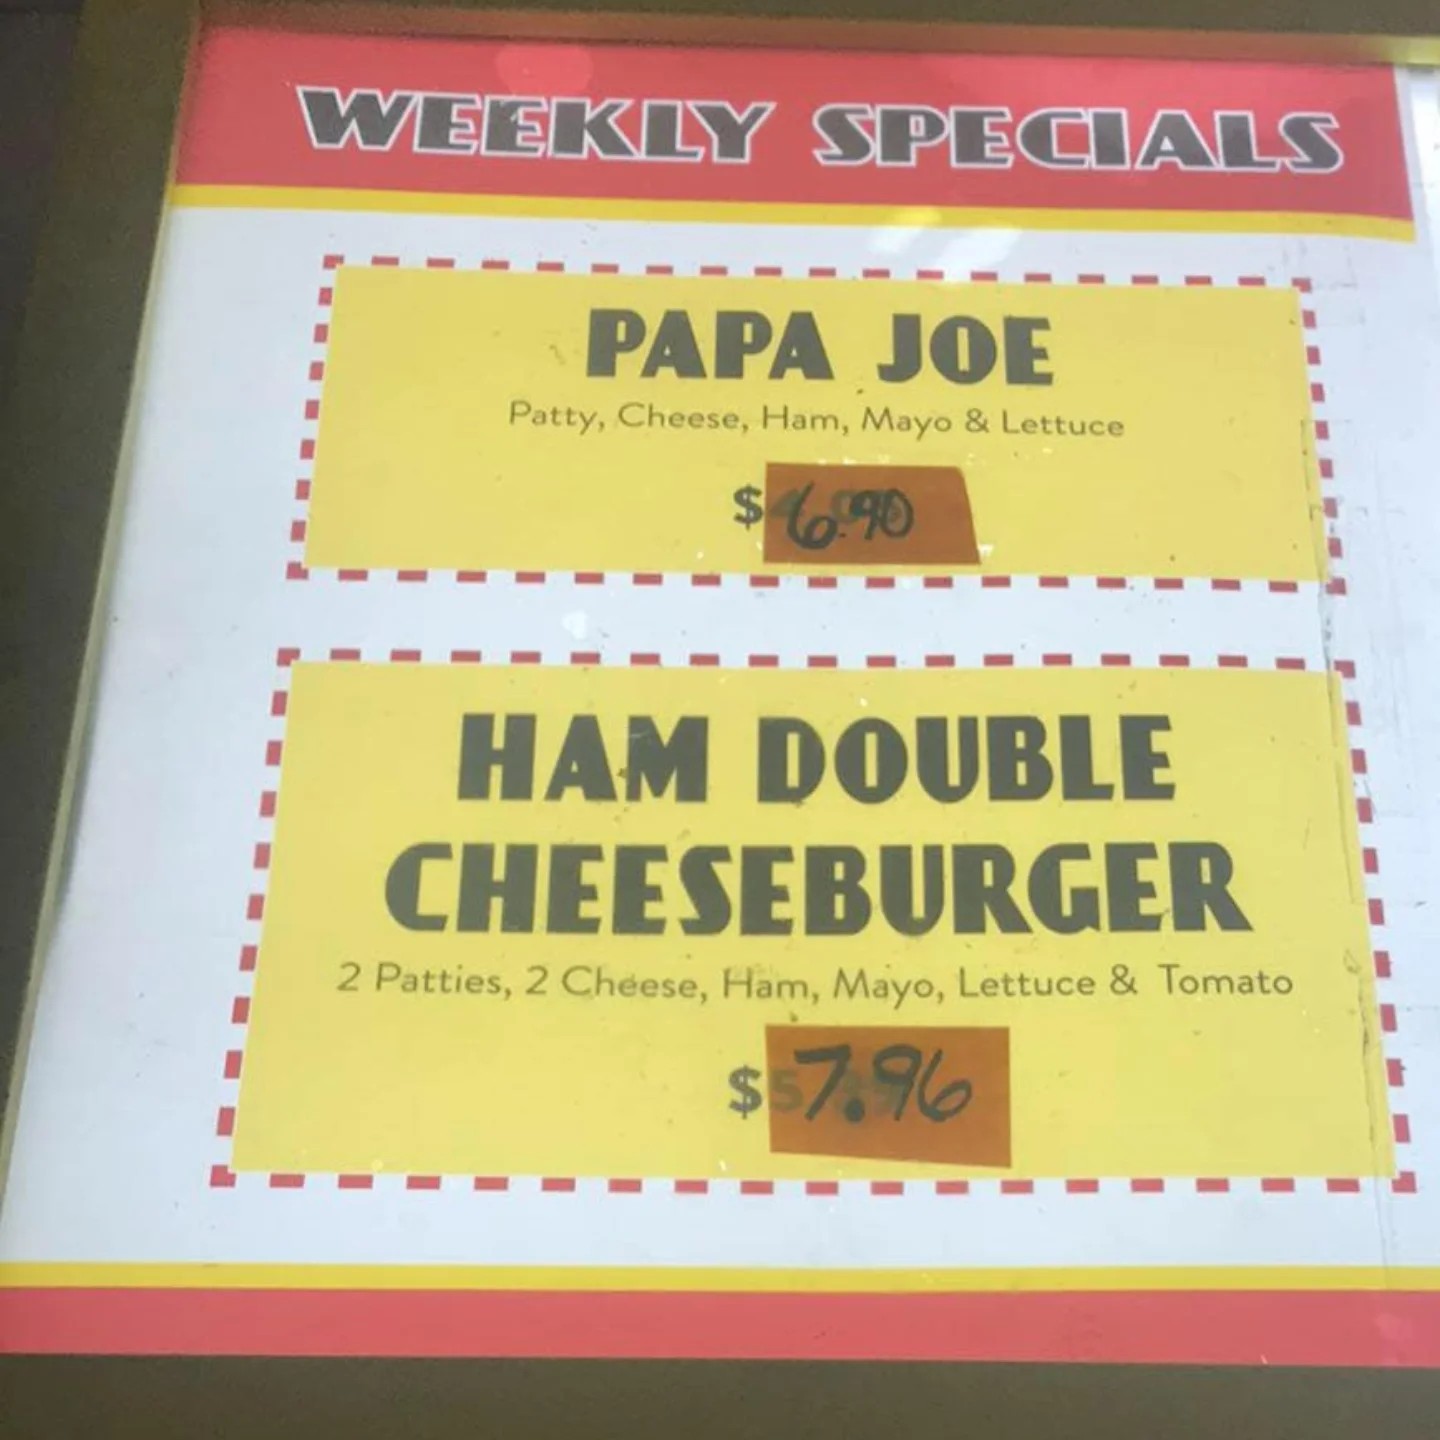 WEEKLY SPECIALS
PAPA JOE
Patty, Cheese, Ham, Mayo & Lettuce
$6.90
HAM DOUBLE
CHEESEBURGER
2 Patties, 2 Cheese, Ham, Mayo, Lettuce & Tomato
$7.96